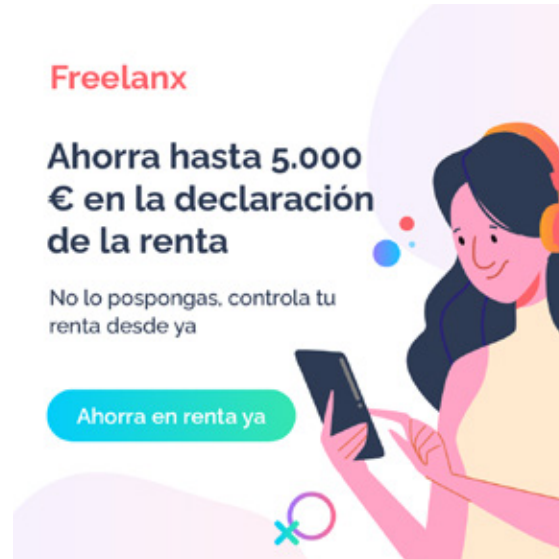 Freelanx
Ahorra hasta 5.000
€ en la declaración
de la renta
No lo pospongas, controla tu
renta desde ya
Ahorra en renta ya